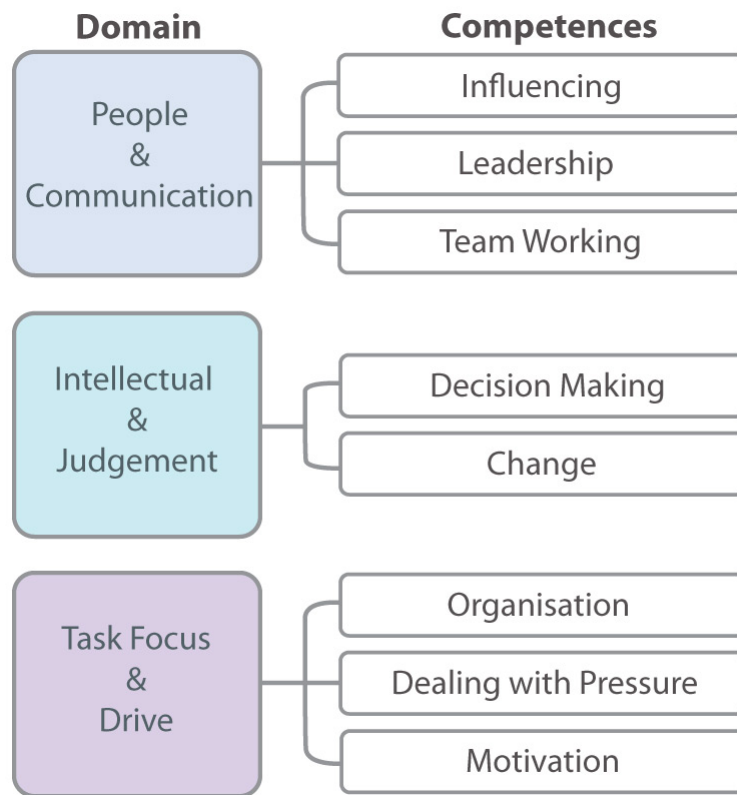 Domain
Competences
People
&
Communication
Influencing
Leadership
Team Working
Intellectual
&
Judgement
Decision Making
Change
Task Focus
&
Drive
Organisation
Dealing with Pressure
Motivation